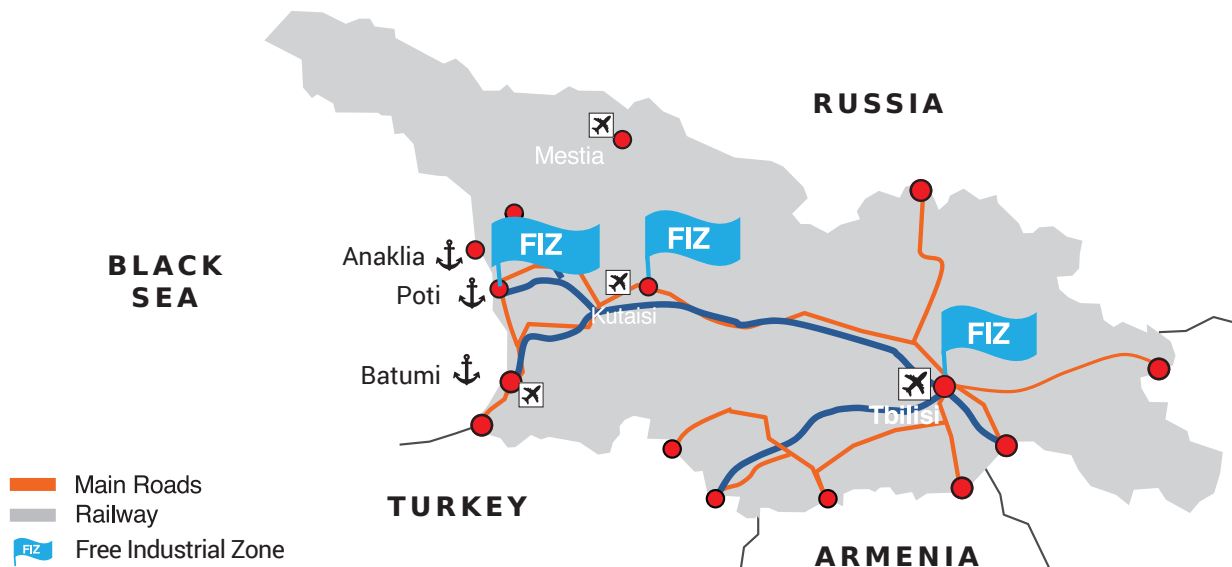 RUSSIA
Mestia
BLACK
SEA
Anaklia
FIZ
FIZ
Poti
Kutaisi
FIZ
Batumi
Tbilisi
TURKEY
ARMENIA
Main Roads
Railway
FIZ
Free Industrial Zone